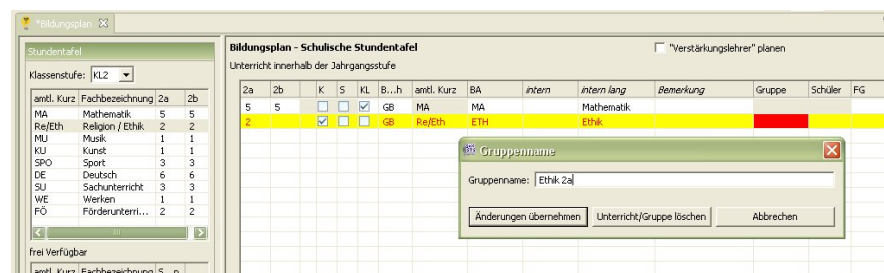 *Bildungsplan
Stundentafel
Klassenstufe: KL2
amtl. Kurz Fachbezeichnung 2a 2b
MA Mathematik 5 5
Re/Eth Religion / Ethik 2 2
MU Musik 1 1
KU Kunst 1 1
SPO Sport 3 3
DE Deutsch 6 6
SU Sachunterricht 3 3
WE Werken 1 1
FÖ Förderunterri... 2 2
frei Verfügbar
amtl. Kurz Fachbezeichnung S...n
Bildungsplan - Schulische Stundentafel
"Verstärkungslehrer" planen
Unterricht innerhalb der Jahrgangsstufe
2a 2b K S KL B...h amtl. Kurz BA intern intern lang Bemerkung Gruppe Schüler FG
5 5 GB MA MA Mathematik
2 GB Re/Eth ETH Ethik
Gruppenname
Gruppenname: Ethik 2a
Änderungen übernehmen Unterricht/Gruppe löschen Abbrechen